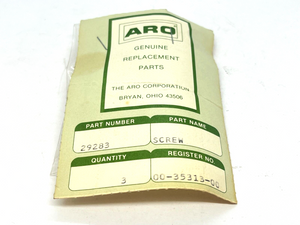 ARO
GENUINE
REPLACEMENT
PARTS
THE ARO CORPORATION
BRYAN, OHIO 43506
PART NUMBER PART NAME
29283 SCREW
QUANTITY REGISTER NO.
3 00-35313-00